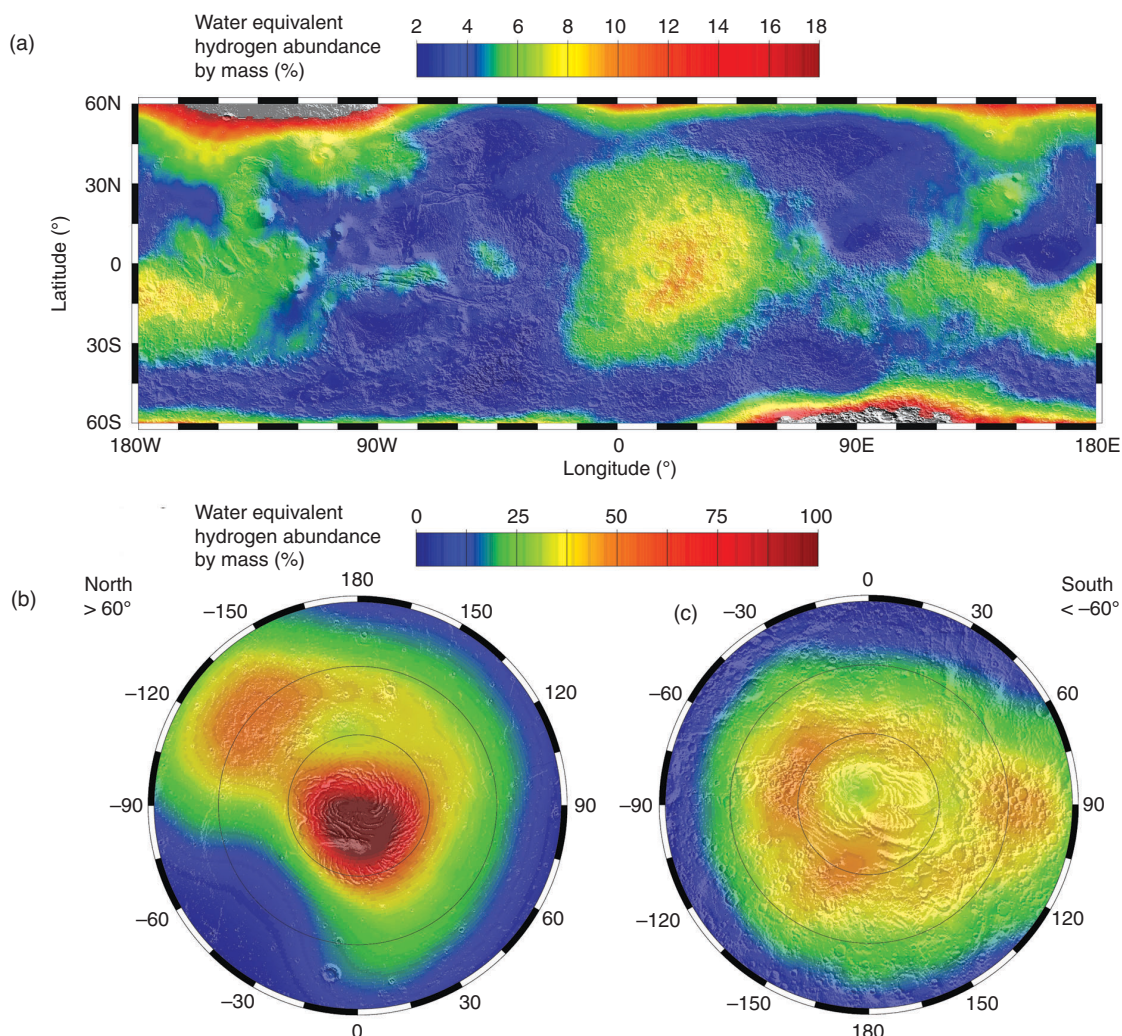 (a)
Water equivalent
hydrogen abundance
by mass (%)
2 4 6 8 10 12 14 16 18
60N
30N
0
30S
60S
Latitude (°)
180W 90W 0 90E 180E
Longitude (°)
Water equivalent
hydrogen abundance
by mass (%)
0 25 50 75 100
(b)
North
> 60°
180
–150 150
–120 120
–90 90
–60 60
–30 30
0
(c)
South
< –60°
0
–30 30
–60 60
–90 90
–120 120
–150 150
180